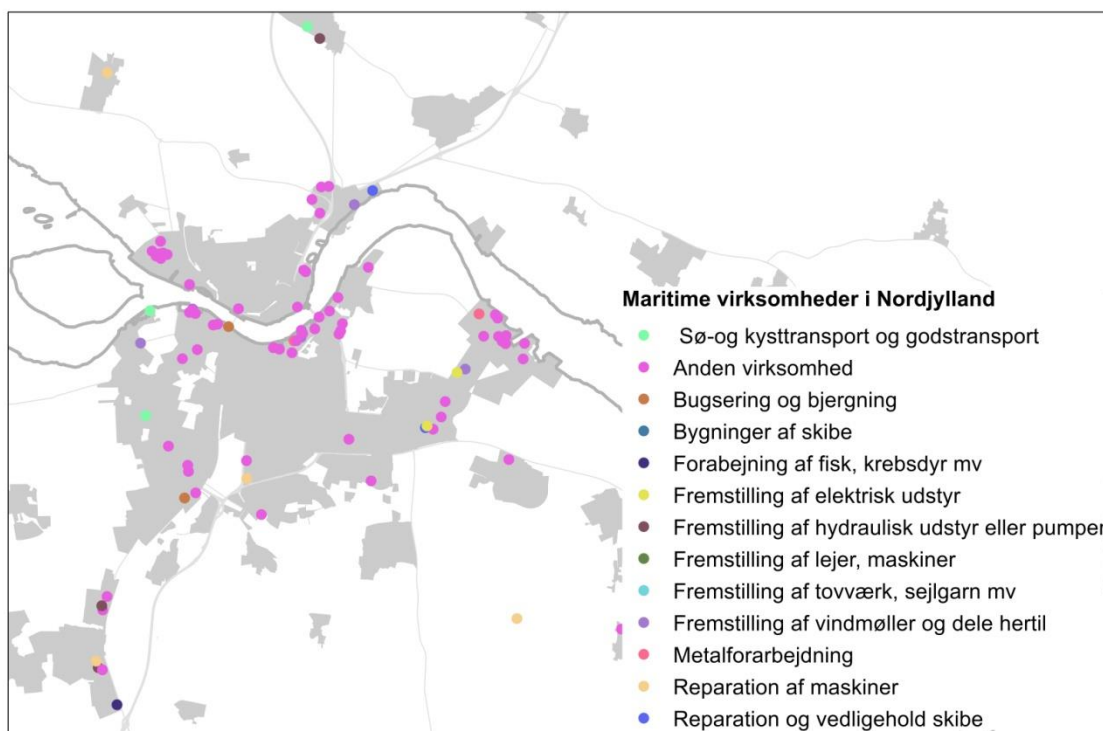 Maritime virksomheder i Nordjylland
Sø-og kysttransport og godstransport
Anden virksomhed
Bugsering og bjergning
Bygninger af skibe
Forabejning af fisk, krebsdyr mv
Fremstilling af elektrisk udstyr
Fremstilling af hydraulisk udstyr eller pumper
Fremstilling af lejer, maskiner
Fremstilling af tovværk, sejlgarn mv
Fremstilling af vindmøller og dele hertil
Metalforarbejdning
Reparation af maskiner
Reparation og vedligehold skibe